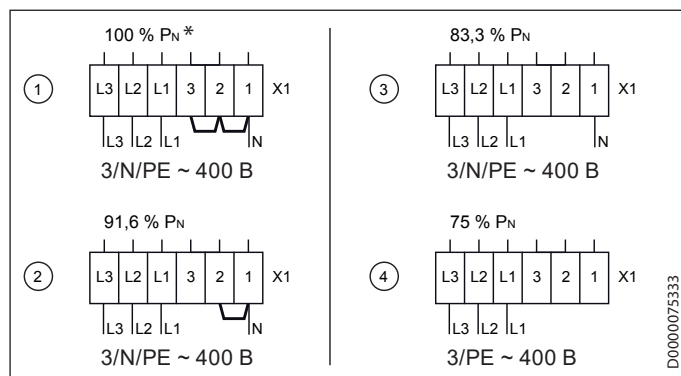 100 % PN *
1
L3 L2 L1 3 2 1 X1
L3 L2 L1 N
3/N/PE ~ 400 В
91,6 % PN
2
L3 L2 L1 3 2 1 X1
L3 L2 L1 N
3/N/PE ~ 400 В
83,3 % PN
3
L3 L2 L1 3 2 1 X1
L3 L2 L1 N
3/N/PE ~ 400 В
75 % PN
4
L3 L2 L1 3 2 1 X1
L3 L2 L1
3/PE ~ 400 В
D0000075333